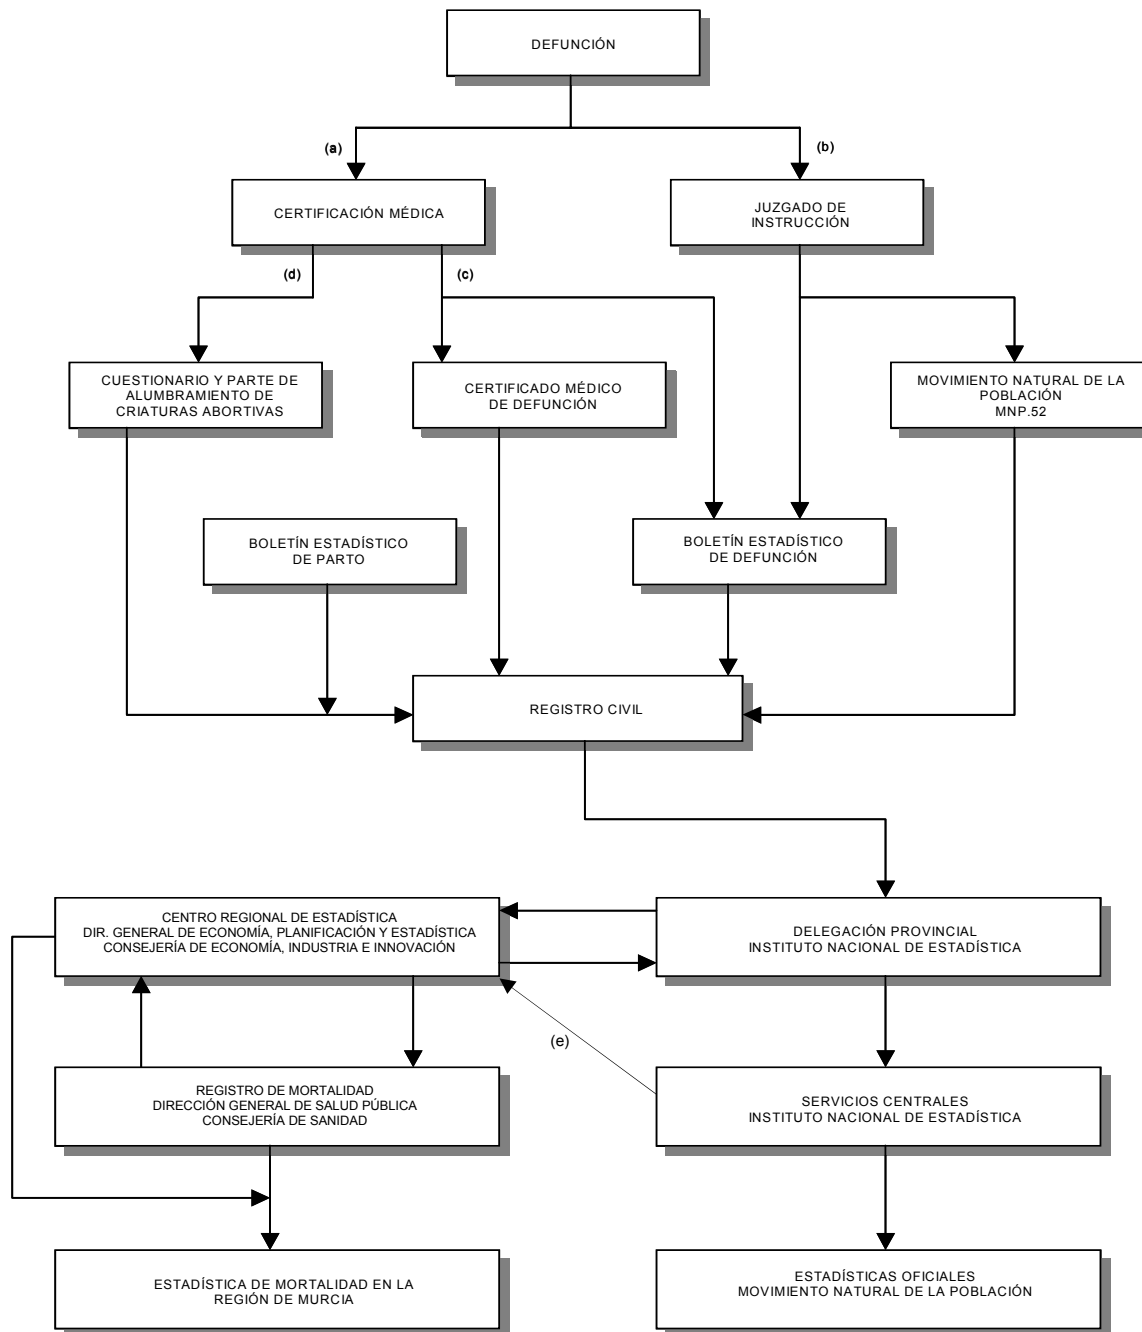 DEFUNCIÓN
(a)
(b)
CERTIFICACIÓN MÉDICA
JUZGADO DE
INSTRUCCIÓN
(d)
(c)
CUESTIONARIO Y PARTE DE
ALUMBRAMIENTO DE
CRIATURAS ABORTIVAS
CERTIFICADO MÉDICO
DE DEFUNCIÓN
MOVIMIENTO NATURAL DE LA
POBLACIÓN
MNP.52
BOLETÍN ESTADÍSTICO
DE PARTO
BOLETÍN ESTADÍSTICO
DE DEFUNCIÓN
REGISTRO CIVIL
CENTRO REGIONAL DE ESTADÍSTICA
DIR. GENERAL DE ECONOMÍA, PLANIFICACIÓN Y ESTADÍSTICA
CONSEJERÍA DE ECONOMÍA, INDUSTRIA E INNOVACIÓN
DELEGACIÓN PROVINCIAL
INSTITUTO NACIONAL DE ESTADÍSTICA
(e)
REGISTRO DE MORTALIDAD
DIRECCIÓN GENERAL DE SALUD PÚBLICA
CONSEJERÍA DE SANIDAD
SERVICIOS CENTRALES
INSTITUTO NACIONAL DE ESTADÍSTICA
ESTADÍSTICA DE MORTALIDAD EN LA
REGIÓN DE MURCIA
ESTADÍSTICAS OFICIALES
MOVIMIENTO NATURAL DE LA POBLACIÓN